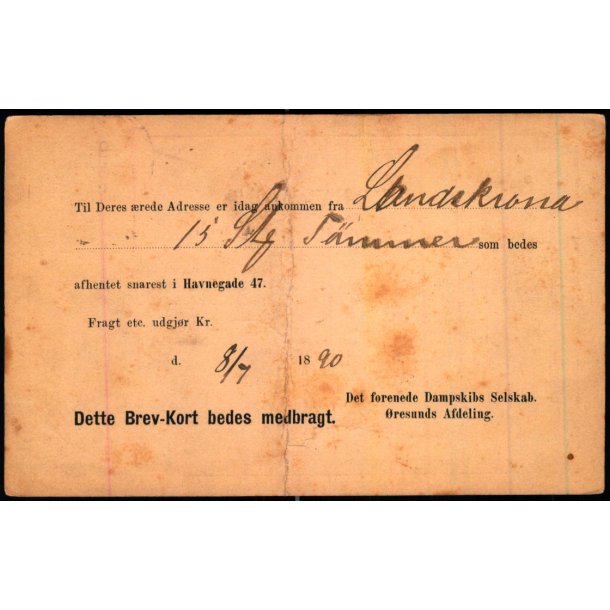 Til Deres ærede Adresse er idag ankommen fra Landskrona
15 Stk Tömmer som bedes
afhentet snarest i Havnegade 47.
Fragt etc. udgjør Kr.
d. 8/7 1890
Det forenede Dampskibs Selskab.
Øresunds Afdeling.
Dette Brev-Kort bedes medbragt.